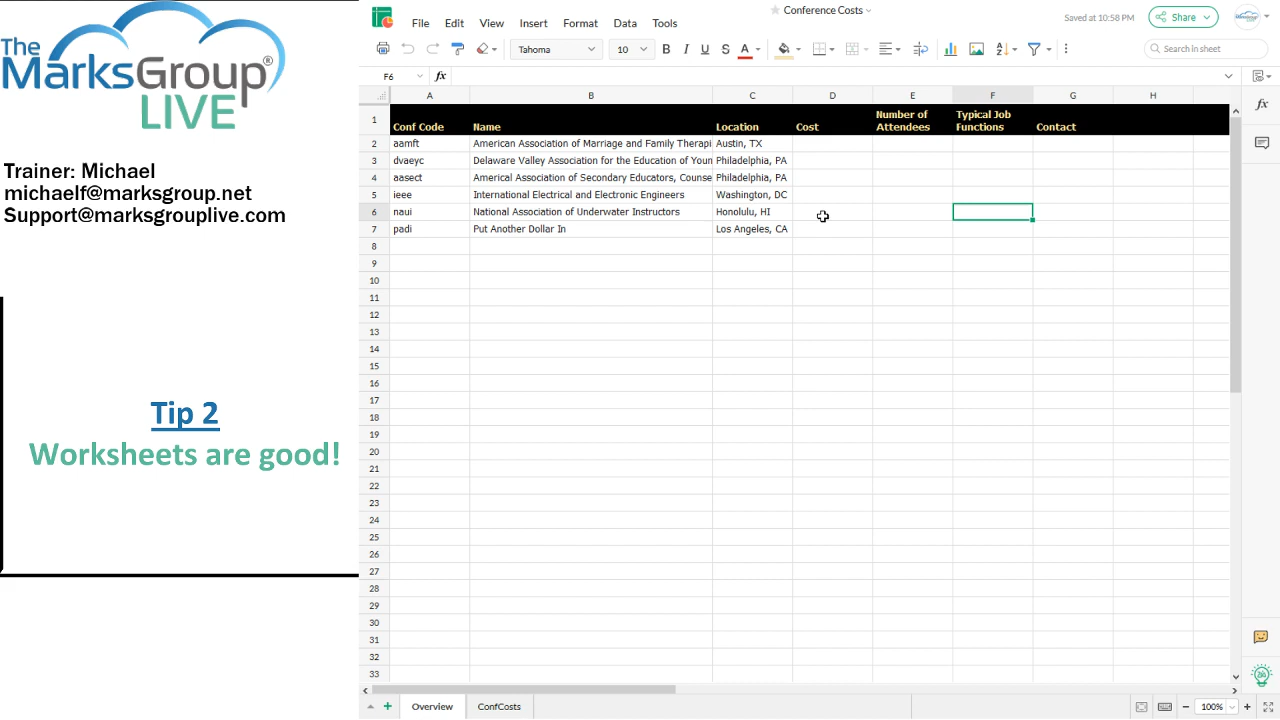 The
MarksGroup®
LIVE
Trainer: Michael
michaelf@marksgroup.net
Support@marksgrouplive.com
Tip 2
Worksheets are good!
Conference Costs
File Edit View Insert Format Data Tools
Saved at 10:58 PM
Share
Tahoma 10 B I U S A
Search in sheet
F6 fx
A B C D E F G H
1 Conf Code Name Location Cost Number of Attendees Typical Job Functions Contact
2 aamft American Association of Marriage and Family Therapi Austin, TX
3 dvaeyc Delaware Valley Association for the Education of Youn Philadelphia, PA
4 aasect Americal Association of Secondary Educators, Counse Philadelphia, PA
5 ieee International Electrical and Electronic Engineers Washington, DC
6 naui National Association of Underwater Instructors Honolulu, HI
7 padi Put Another Dollar In Los Angeles, CA
8
9
10
11
12
13
14
15
16
17
18
19
20
21
22
23
24
25
26
27
28
29
30
31
32
33
Overview ConfCosts
100%